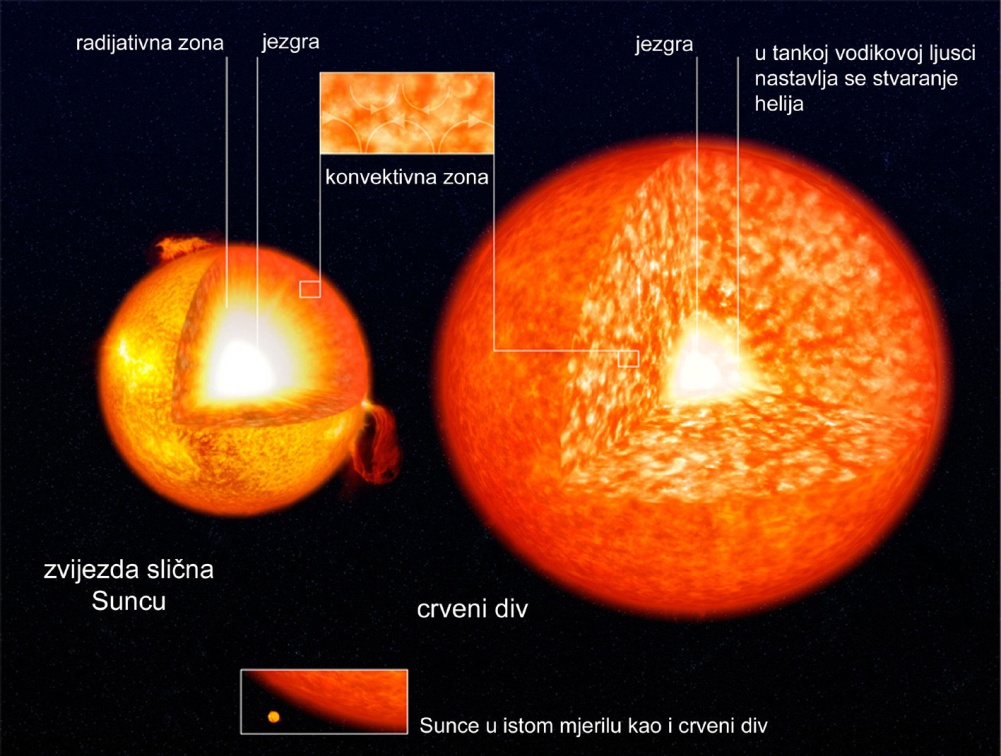 radijativna zona
jezgra
jezgra
u tankoj vodikovoj ljusci
nastavlja se stvaranje
helija
konvektivna zona
zvijezda slična
Suncu
crveni div
Sunce u istom mjerilu kao i crveni div